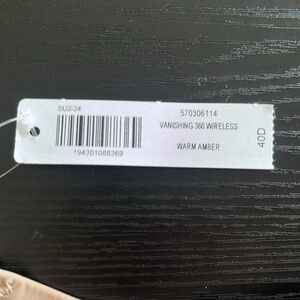 SU2-24
194301088369
570306114
VANISHING 360 WIRELESS
WARM AMBER
40D